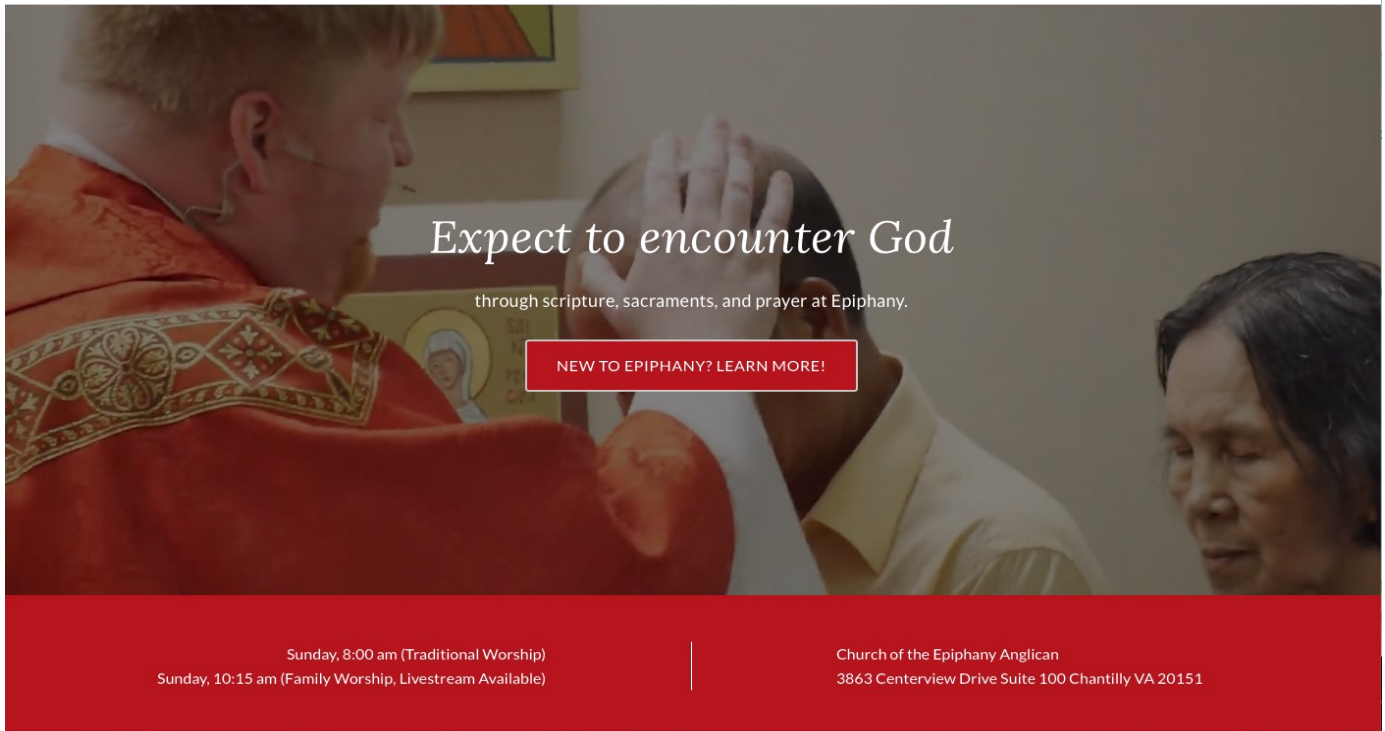 Expect to encounter God
through scripture, sacraments, and prayer at Epiphany.
NEW TO EPIPHANY? LEARN MORE!
Sunday, 8:00 am (Traditional Worship)
Sunday, 10:15 am (Family Worship, Livestream Available)
Church of the Epiphany Anglican
3863 Centerview Drive Suite 100 Chantilly VA 20151